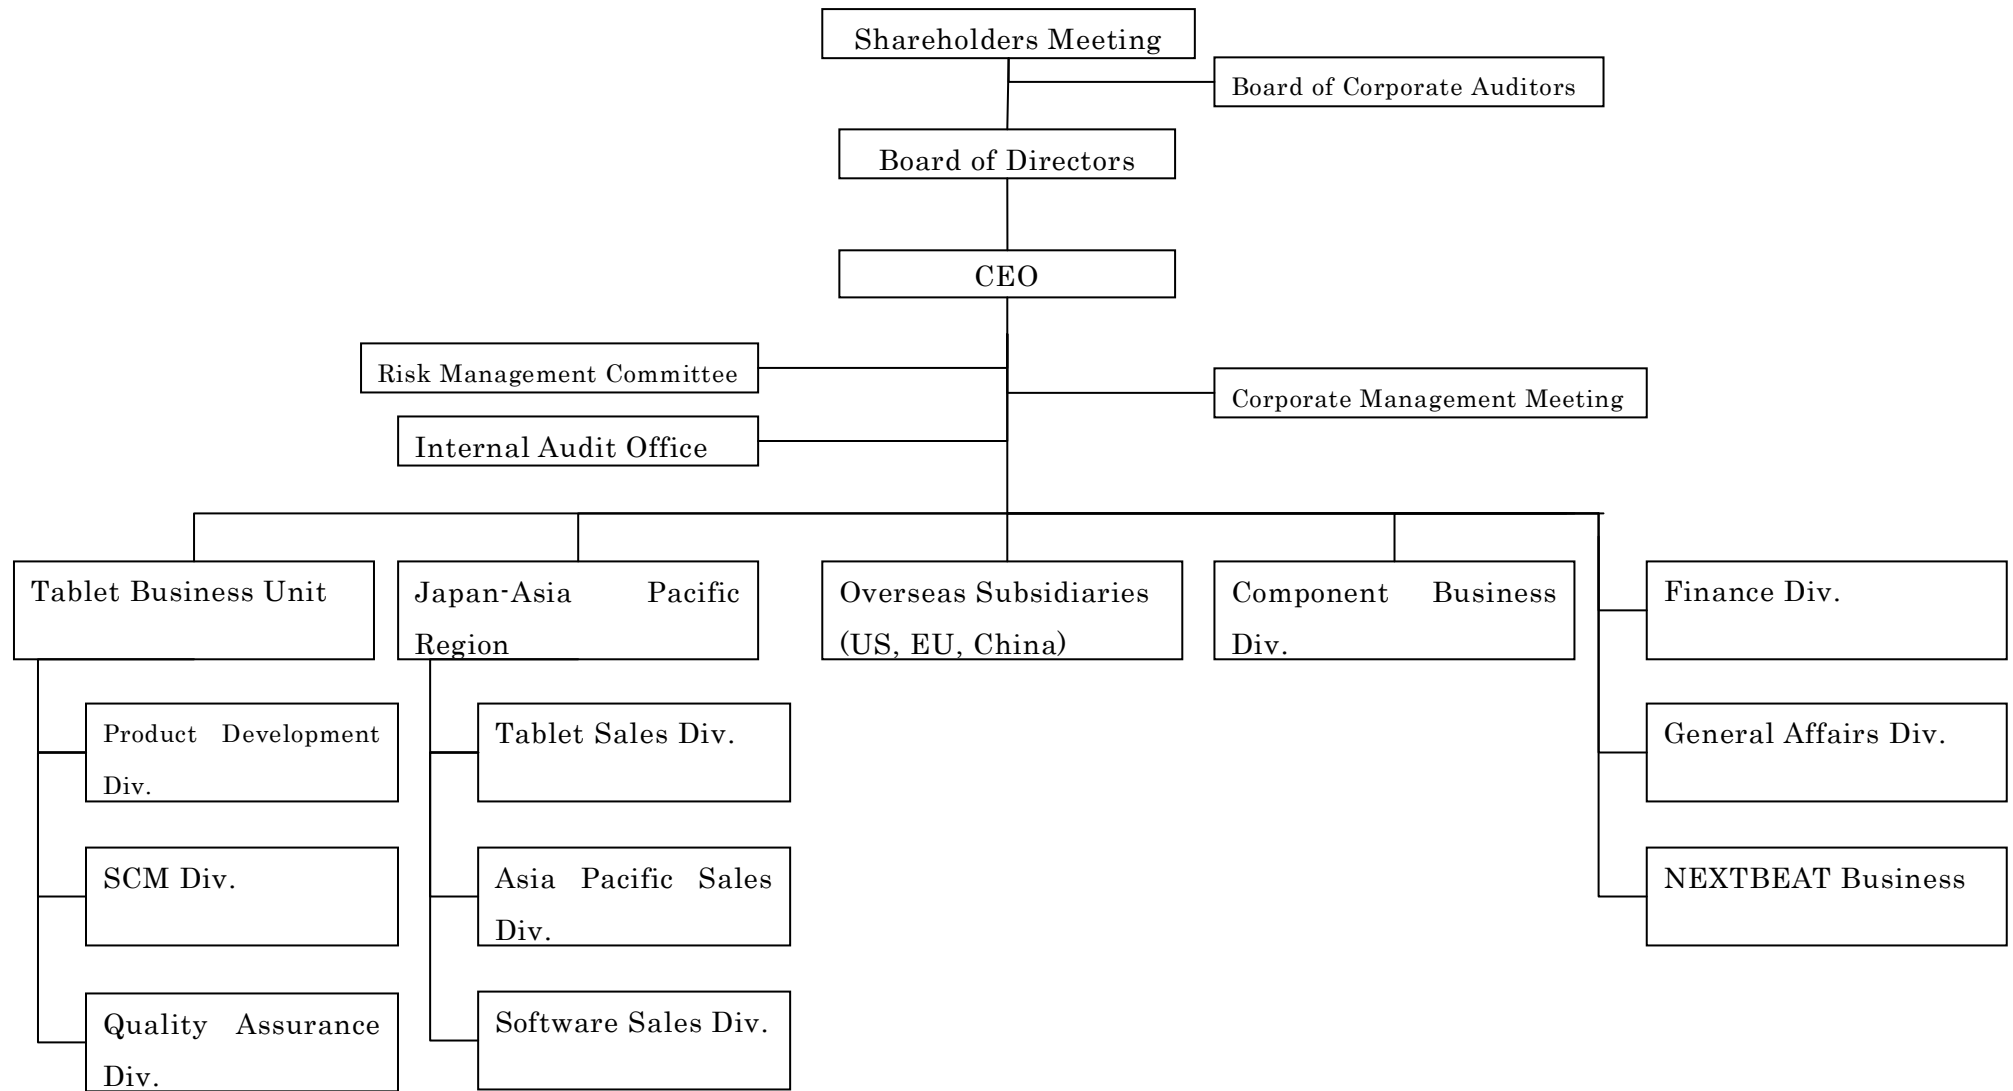 Shareholders Meeting
Board of Corporate Auditors
Board of Directors
CEO
Risk Management Committee
Corporate Management Meeting
Internal Audit Office
Tablet Business Unit
Japan-Asia Pacific
Region
Overseas Subsidiaries
(US, EU, China)
Component Business
Div.
Finance Div.
Product Development
Div.
Tablet Sales Div.
General Affairs Div.
SCM Div.
Asia Pacific Sales
Div.
NEXTBEAT Business
Quality Assurance
Div.
Software Sales Div.